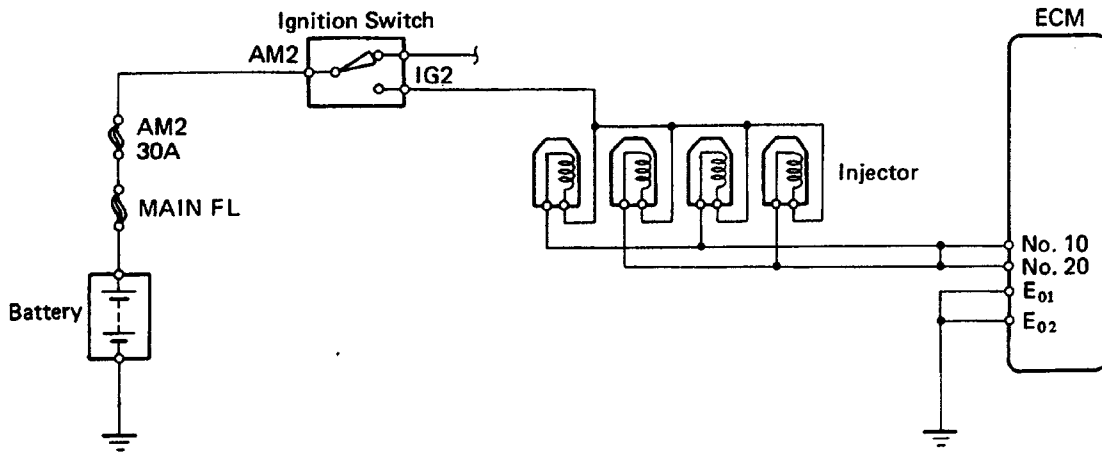 Ignition Switch
ECM
AM2
IG2
AM2
30A
MAIN FL
Injector
No. 10
No. 20
E01
E02
Battery